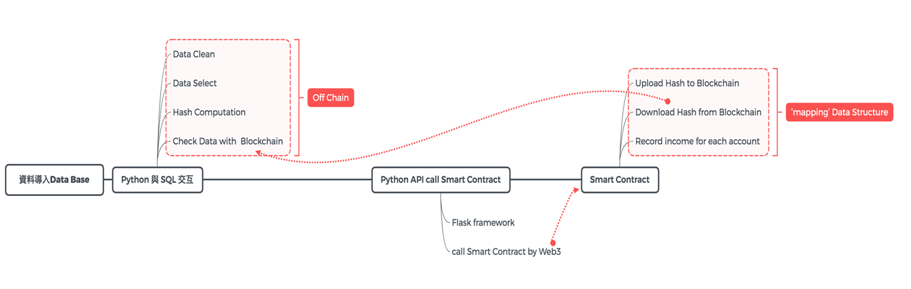 Data Clean
Data Select
Hash Computation
Check Data with Blockchain
Off Chain
Upload Hash to Blockchain
Download Hash from Blockchain
Record income for each account
'mapping' Data Structure
資料導入Data Base
Python 與 SQL 交互
Python API call Smart Contract
Smart Contract
Flask framework
call Smart Contract by Web3